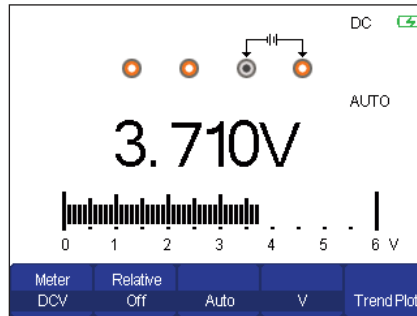 DC
AUTO
3.710V
0 1 2 3 4 5 6 V
Meter Relative
DCV Off Auto V Trend Plot